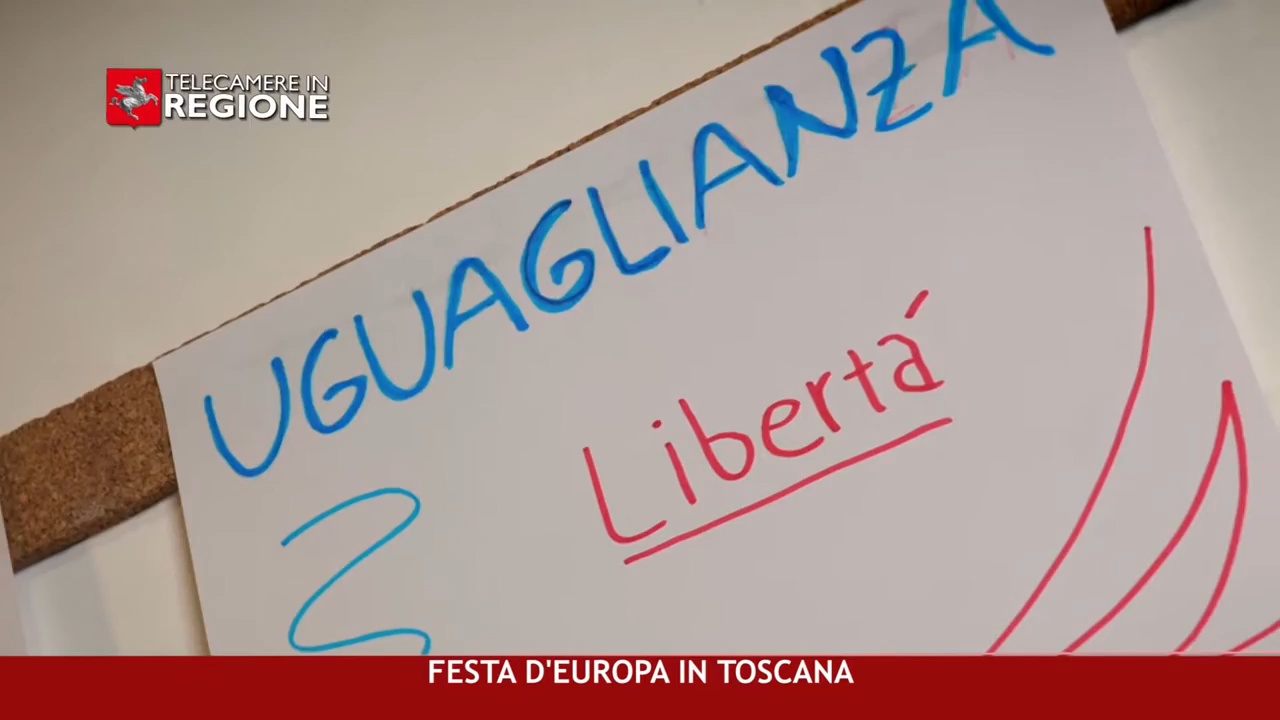 TELECAMERE IN
REGIONE
UGUAGLIANZA
Libertá
FESTA D'EUROPA IN TOSCANA